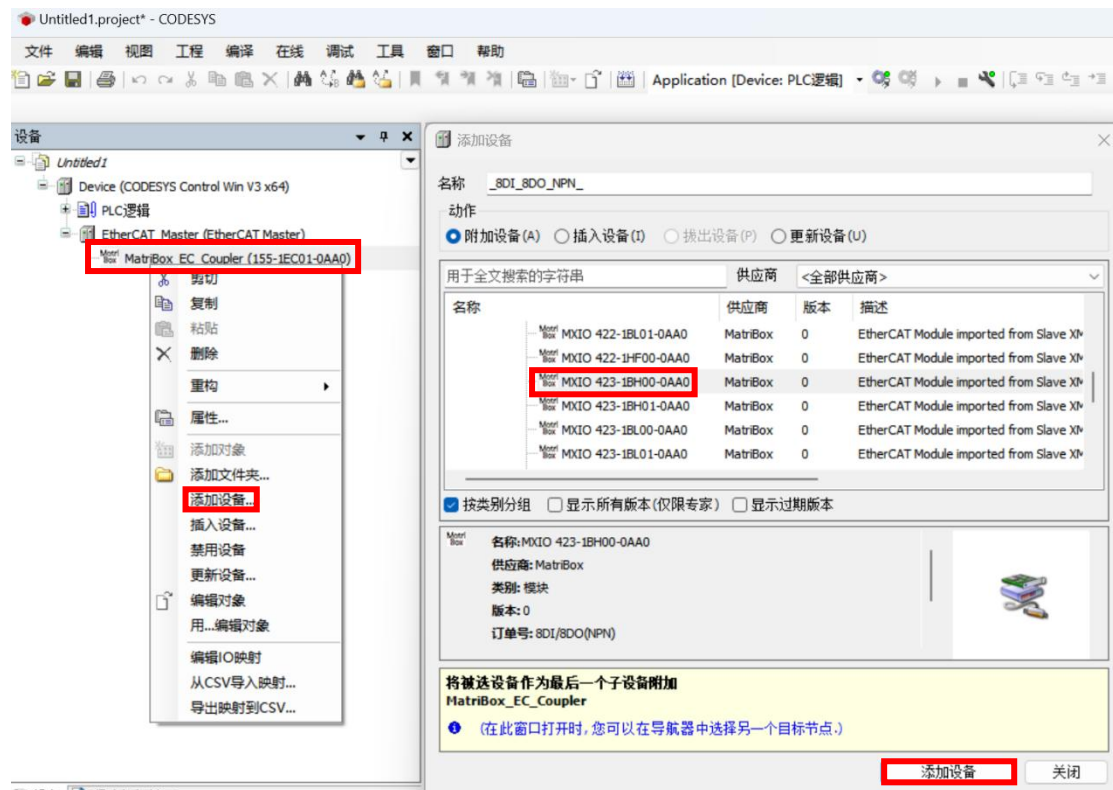 Untitled1.project* - CODESYS
文件 编辑 视图 工程 编译 在线 调试 工具 窗口 帮助
Application [Device: PLC逻辑]
设备
Untitled1
Device (CODESYS Control Win V3 x64)
PLC逻辑
EtherCAT_Master (EtherCAT Master)
MatriBox_EC_Coupler (155-1EC01-0AA0)
剪切
复制
粘贴
删除
重构
属性...
添加对象
添加文件夹...
添加设备...
插入设备...
禁用设备
更新设备...
编辑对象
用...编辑对象
编辑IO映射
从CSV导入映射...
导出映射到CSV...
添加设备
名称 _8DI_8DO_NPN_
动作
附加设备(A) 插入设备(I) 拔出设备(P) 更新设备(U)
用于全文搜索的字符串 供应商 <全部供应商>
名称 供应商 版本 描述
MXIO 422-1BL01-0AA0 MatriBox 0 EtherCAT Module imported from Slave XM
MXIO 422-1HF00-0AA0 MatriBox 0 EtherCAT Module imported from Slave XM
MXIO 423-1BH00-0AA0 MatriBox 0 EtherCAT Module imported from Slave XM
MXIO 423-1BH01-0AA0 MatriBox 0 EtherCAT Module imported from Slave XM
MXIO 423-1BL00-0AA0 MatriBox 0 EtherCAT Module imported from Slave XM
MXIO 423-1BL01-0AA0 MatriBox 0 EtherCAT Module imported from Slave XM
按类别分组 显示所有版本(仅限专家) 显示过期版本
Matri Box
名称:MXIO 423-1BH00-0AA0
供应商: MatriBox
类别: 模块
版本: 0
订单号: 8DI/8DO(NPN)
将被选设备作为最后一个子设备附加
MatriBox_EC_Coupler
(在此窗口打开时, 您可以在导航器中选择另一个目标节点.)
添加设备 关闭